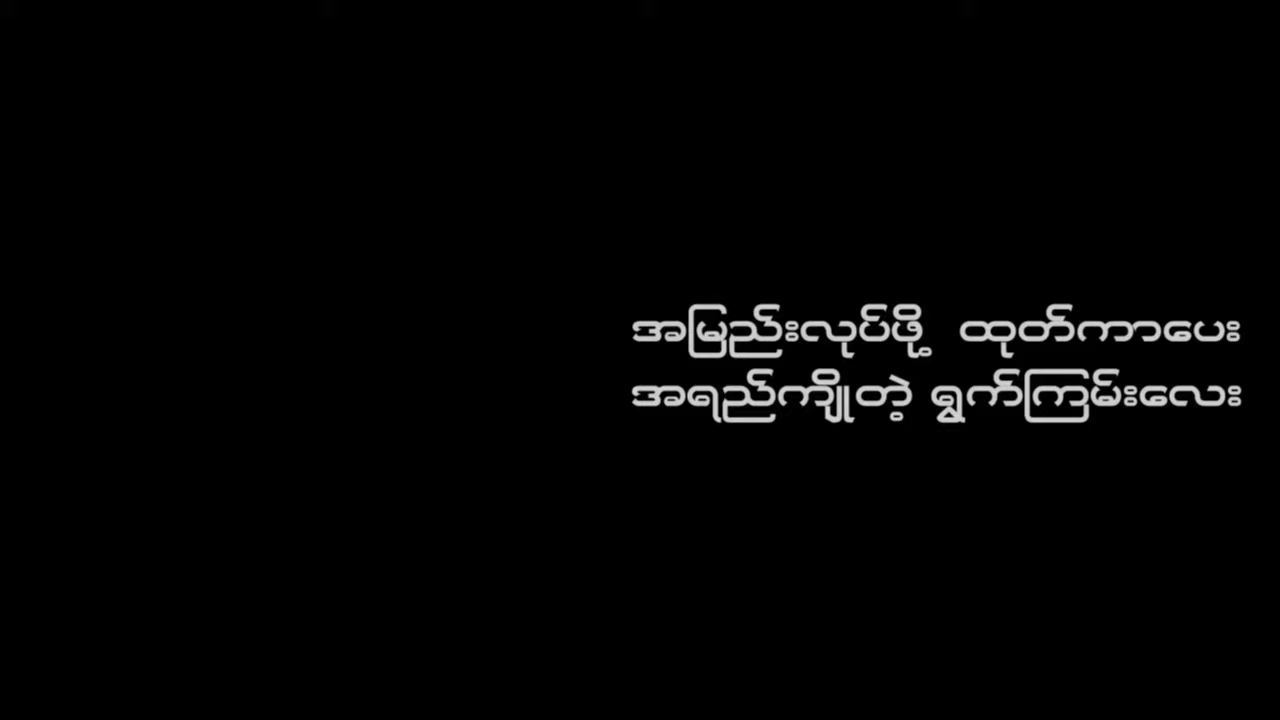 အမြည်းလုပ်ဖို့ ထုတ်ကာပေး
အရည်ကျိုတဲ့ ရွက်ကြမ်းလေး